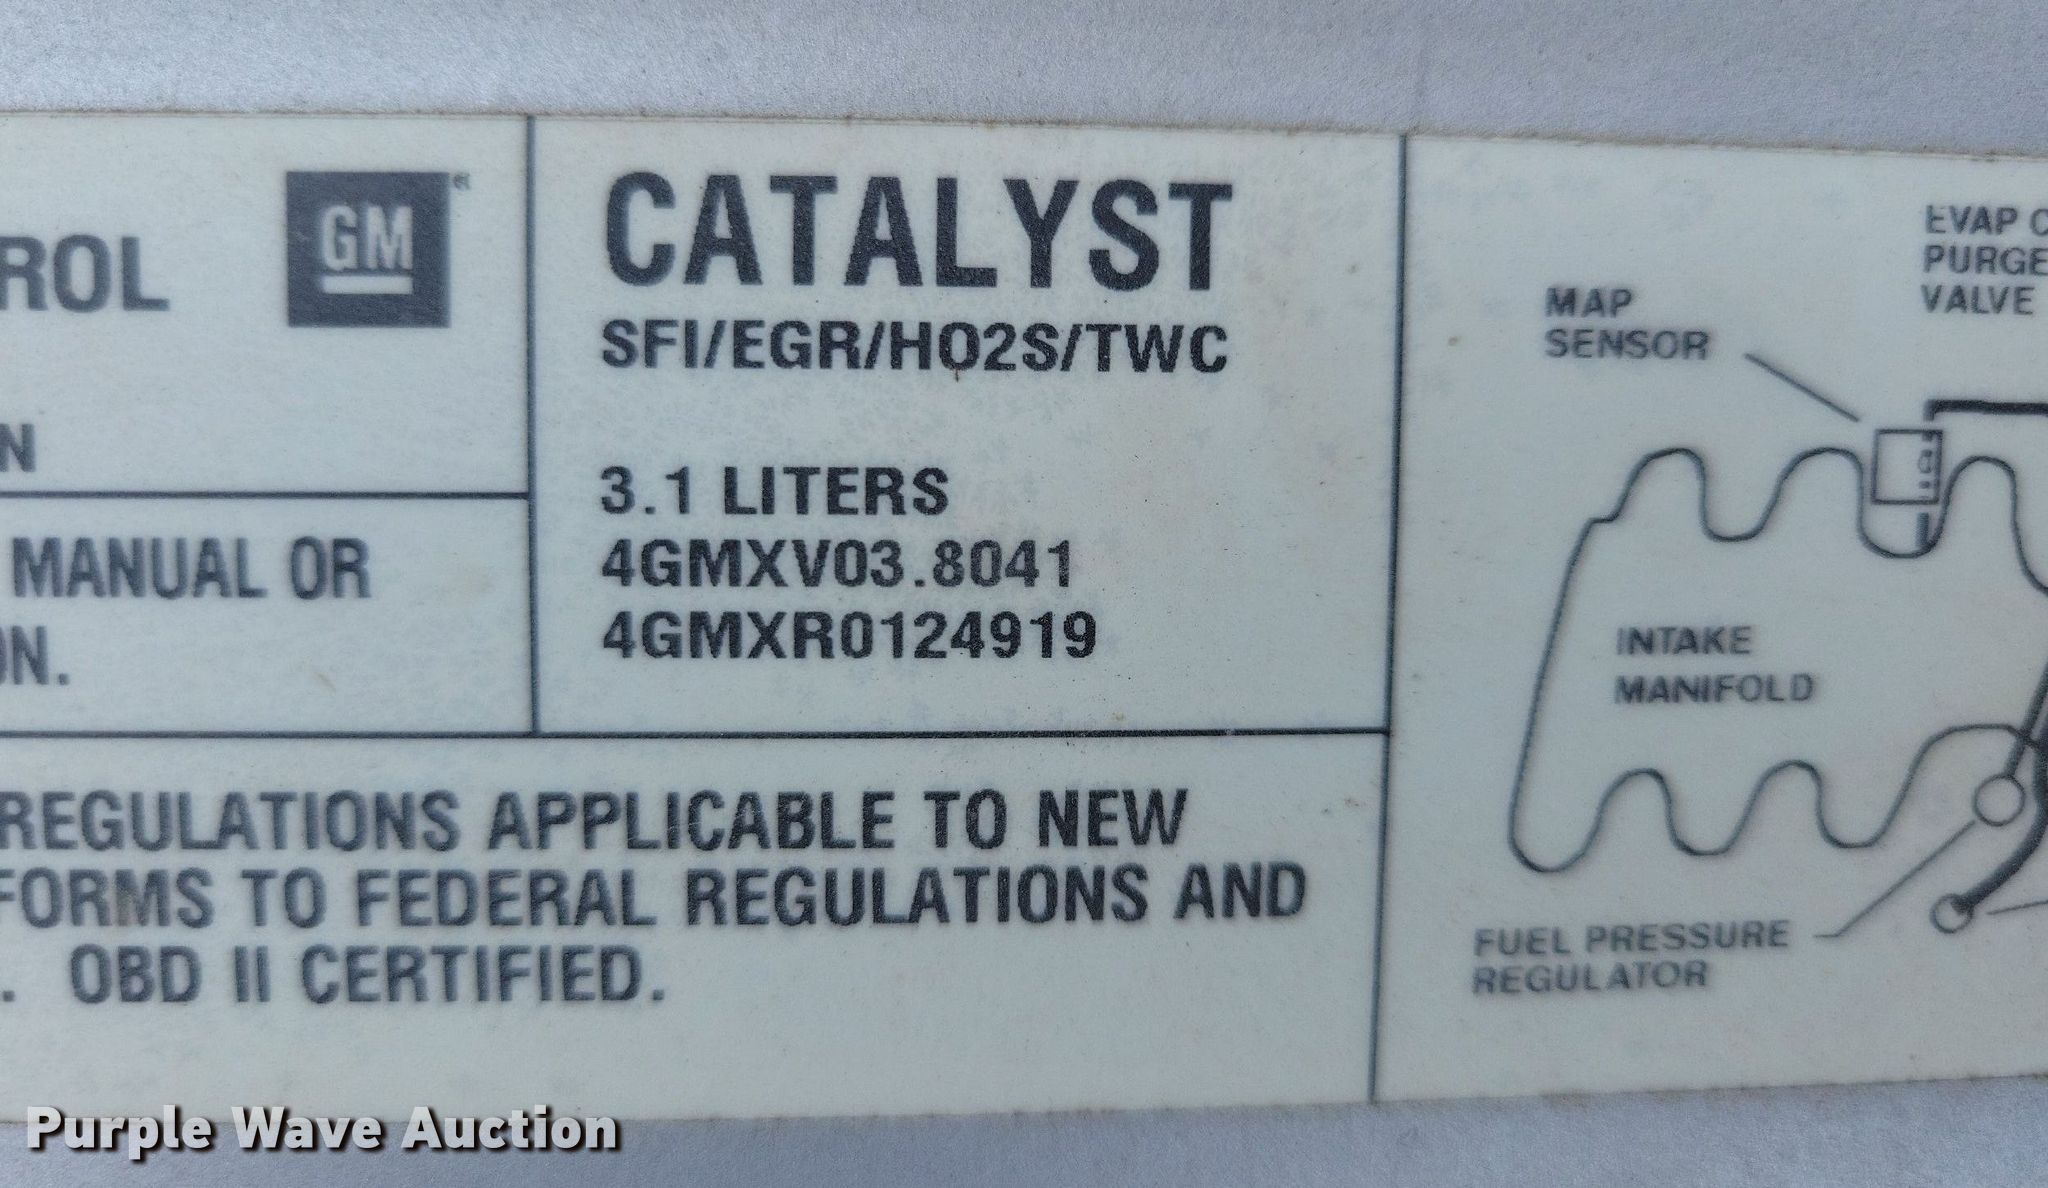 ROL
GM
N
MANUAL OR
ON.
CATALYST
SFI/EGR/HO2S/TWC
3.1 LITERS
4GMXV03.8041
4GMXR0124919
REGULATIONS APPLICABLE TO NEW
FORMS TO FEDERAL REGULATIONS AND
. OBD II CERTIFIED.
EVAP C
PURGE
VALVE
MAP
SENSOR
INTAKE
MANIFOLD
FUEL PRESSURE
REGULATOR
Purple Wave Auction